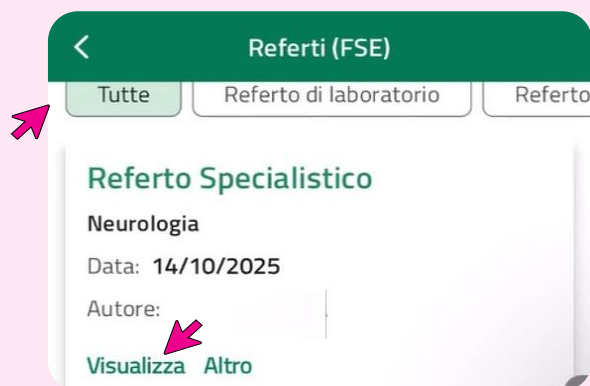 Referti (FSE)
Tutte Referto di laboratorio Referto
Referto Specialistico
Neurologia
Data: 14/10/2025
Autore:
Visualizza Altro